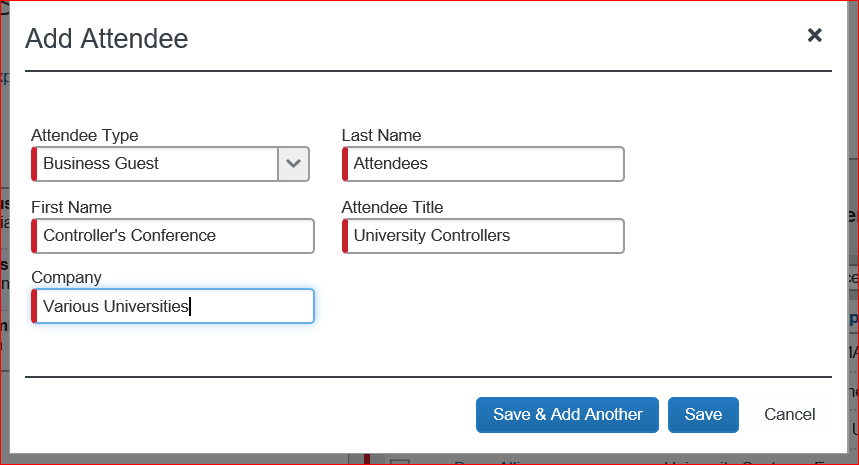 Add Attendee
Attendee Type
Last Name
Business Guest
Attendees
First Name
Attendee Title
Controller's Conference
University Controllers
Company
Various Universities
Save & Add Another
Save
Cancel